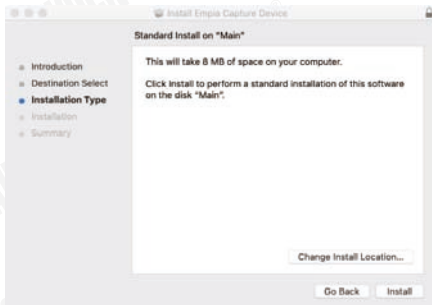 Install Empia Capture Device
Standard Install on "Main"
Introduction
Destination Select
Installation Type
Installation
Summary
This will take 8 MB of space on your computer.
Click Install to perform a standard installation of this software
on the disk "Main".
Change Install Location...
Go Back
Install